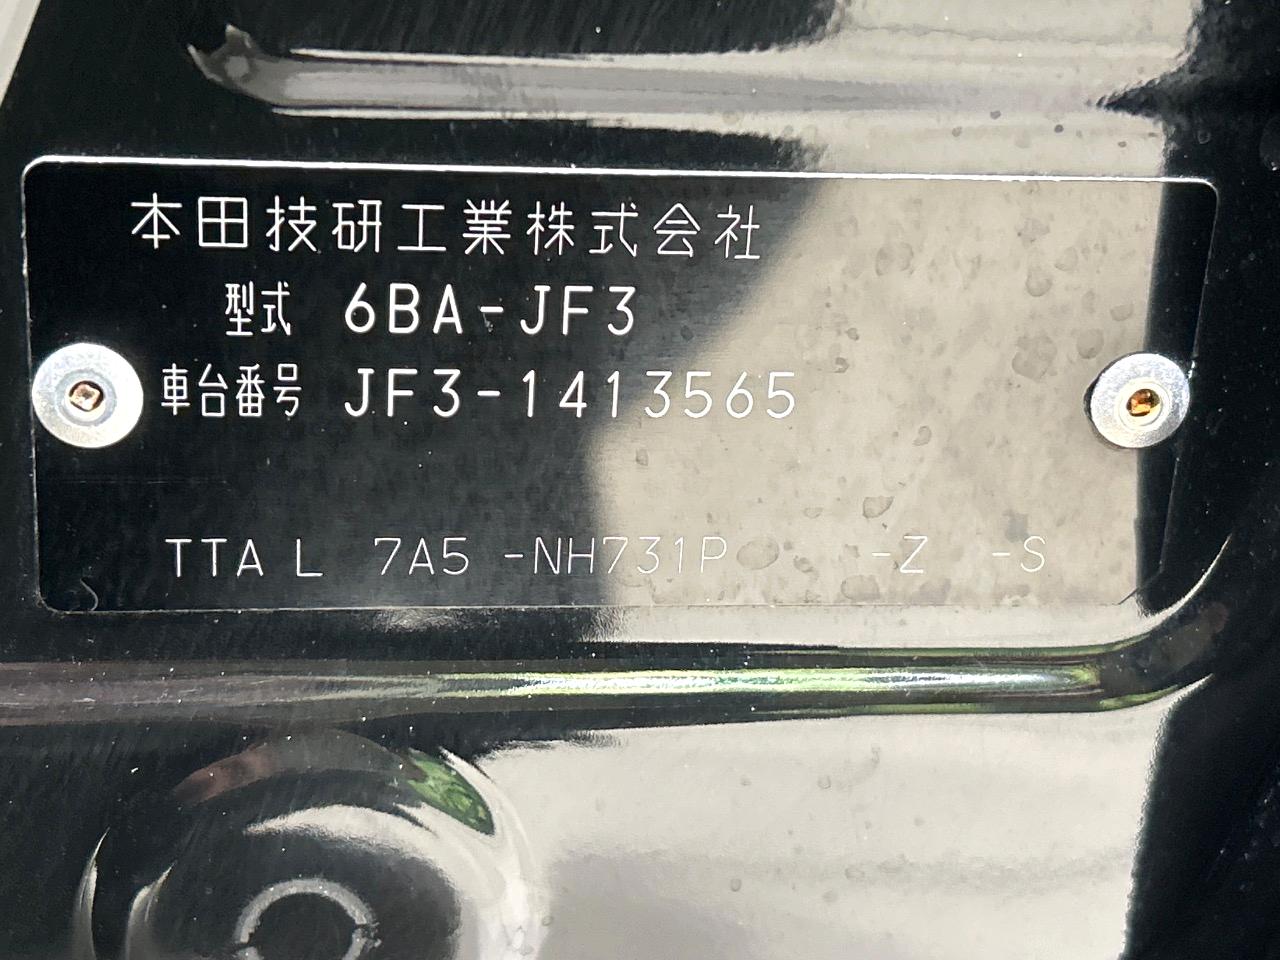 本田技研工業株式会社
型式 6BA-JF3
車台番号 JF3-1413565
TTA L 7A5 -NH731P -Z -S